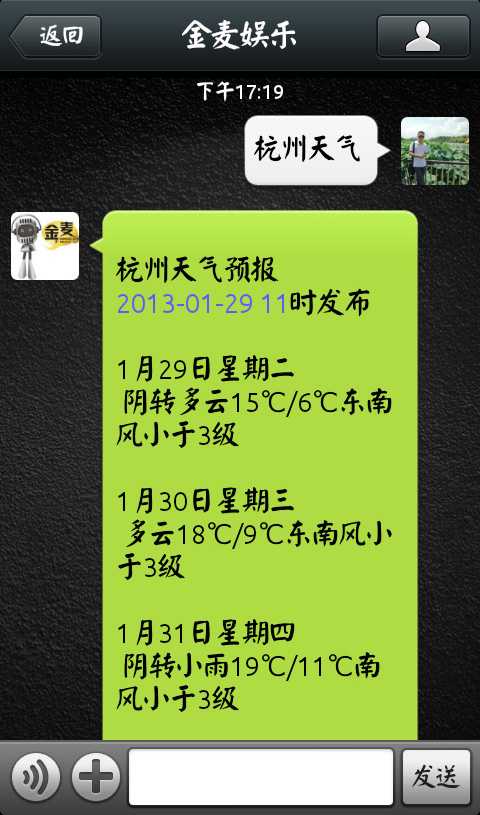 返回
金麦娱乐
下午17:19
杭州天气
金麦
杭州天气预报
2013-01-29 11时发布
1月29日星期二
阴转多云15℃/6℃东南
风小于3级
1月30日星期三
多云18℃/9℃东南风小
于3级
1月31日星期四
阴转小雨19℃/11℃南
风小于3级
发送